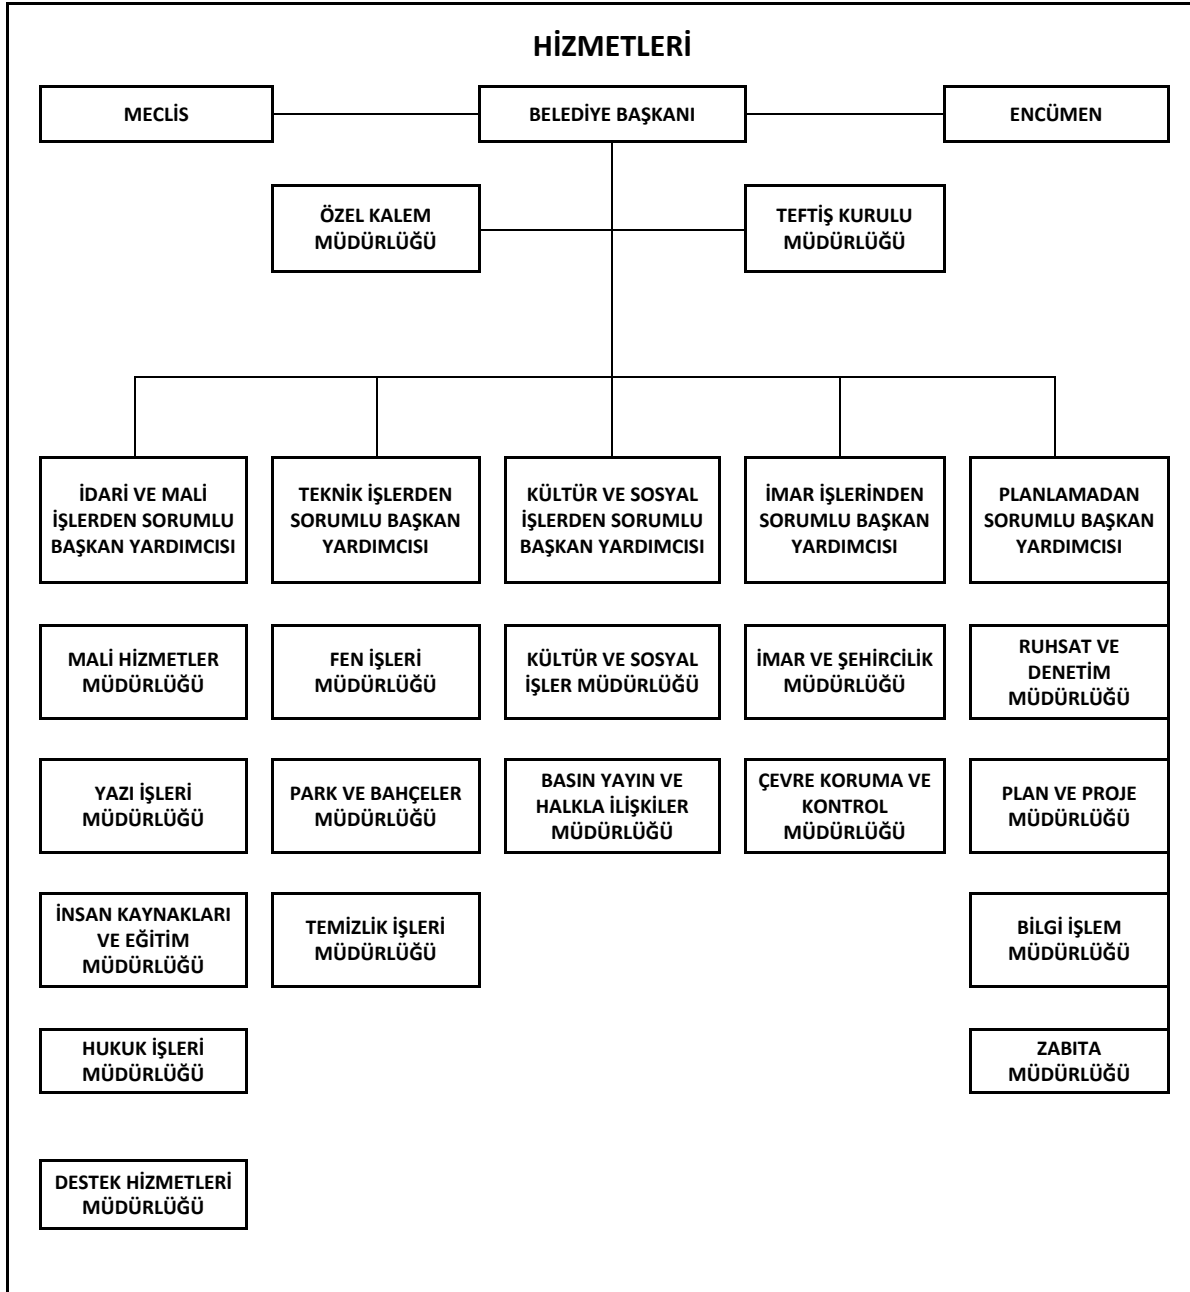 HİZMETLERİ
MECLİS
BELEDİYE BAŞKANI
ENCÜMEN
ÖZEL KALEM
MÜDÜRLÜĞÜ
TEFTİŞ KURULU
MÜDÜRLÜĞÜ
İDARİ VE MALİ
İŞLERDEN SORUMLU
BAŞKAN YARDIMCISI
TEKNİK İŞLERDEN
SORUMLU BAŞKAN
YARDIMCISI
KÜLTÜR VE SOSYAL
İŞLERDEN SORUMLU
BAŞKAN YARDIMCISI
İMAR İŞLERİNDEN
SORUMLU BAŞKAN
YARDIMCISI
PLANLAMADAN
SORUMLU BAŞKAN
YARDIMCISI
MALİ HİZMETLER
MÜDÜRLÜĞÜ
FEN İŞLERİ
MÜDÜRLÜĞÜ
KÜLTÜR VE SOSYAL
İŞLER MÜDÜRLÜĞÜ
İMAR VE ŞEHİRCİLİK
MÜDÜRLÜĞÜ
RUHSAT VE
DENETİM
MÜDÜRLÜĞÜ
YAZI İŞLERİ
MÜDÜRLÜĞÜ
PARK VE BAHÇELER
MÜDÜRLÜĞÜ
BASIN YAYIN VE
HALKLA İLİŞKİLER
MÜDÜRLÜĞÜ
ÇEVRE KORUMA VE
KONTROL
MÜDÜRLÜĞÜ
PLAN VE PROJE
MÜDÜRLÜĞÜ
İNSAN KAYNAKLARI
VE EĞİTİM
MÜDÜRLÜĞÜ
TEMİZLİK İŞLERİ
MÜDÜRLÜĞÜ
BİLGİ İŞLEM
MÜDÜRLÜĞÜ
HUKUK İŞLERİ
MÜDÜRLÜĞÜ
ZABITA
MÜDÜRLÜĞÜ
DESTEK HİZMETLERİ
MÜDÜRLÜĞÜ